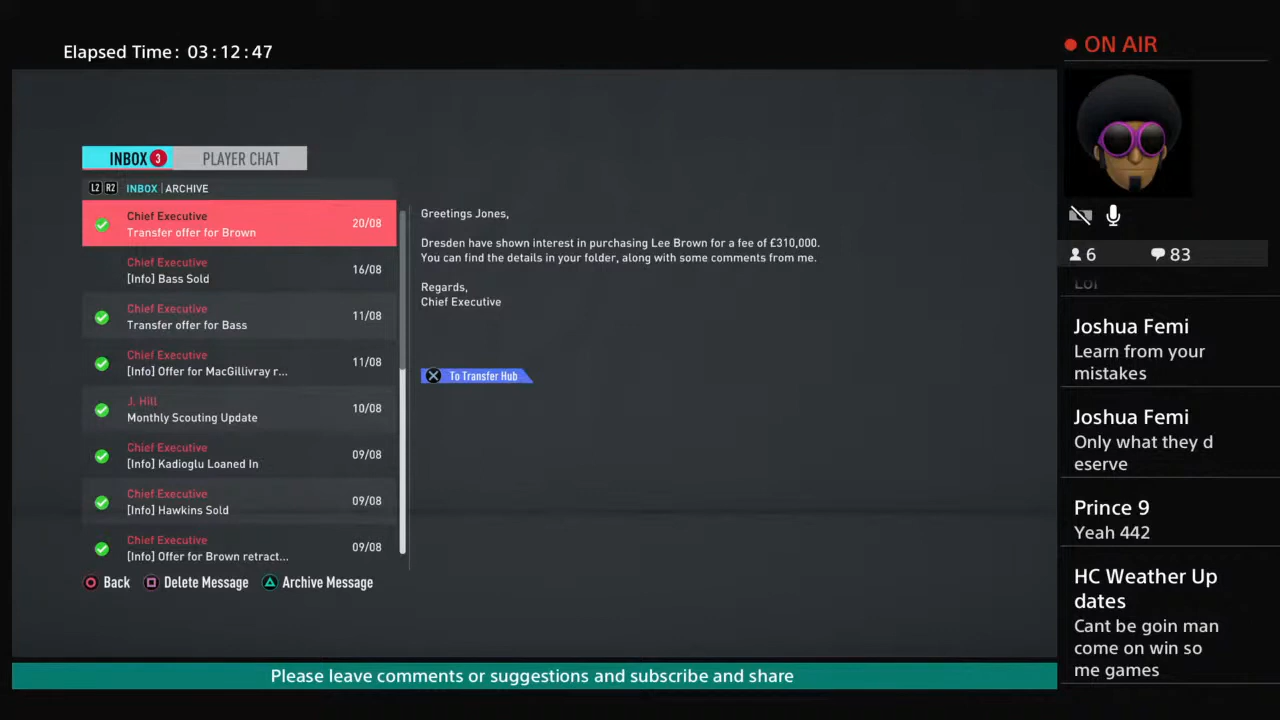 Elapsed Time: 03:12:47
ON AIR
INBOX 3
PLAYER CHAT
L2 R2 INBOX | ARCHIVE
Chief Executive
Transfer offer for Brown
20/08
Chief Executive
[Info] Bass Sold
16/08
Chief Executive
Transfer offer for Bass
11/08
Chief Executive
[Info] Offer for MacGillivray r...
11/08
J. Hill
Monthly Scouting Update
10/08
Chief Executive
[Info] Kadioglu Loaned In
09/08
Chief Executive
[Info] Hawkins Sold
09/08
Chief Executive
[Info] Offer for Brown retract...
09/08
Greetings Jones,
Dresden have shown interest in purchasing Lee Brown for a fee of £310,000.
You can find the details in your folder, along with some comments from me.
Regards,
Chief Executive
To Transfer Hub
Back
Delete Message
Archive Message
Please leave comments or suggestions and subscribe and share
6
83
Lol
Joshua Femi
Learn from your
mistakes
Joshua Femi
Only what they d
eserve
Prince 9
Yeah 442
HC Weather Up
dates
Cant be goin man
come on win so
me games